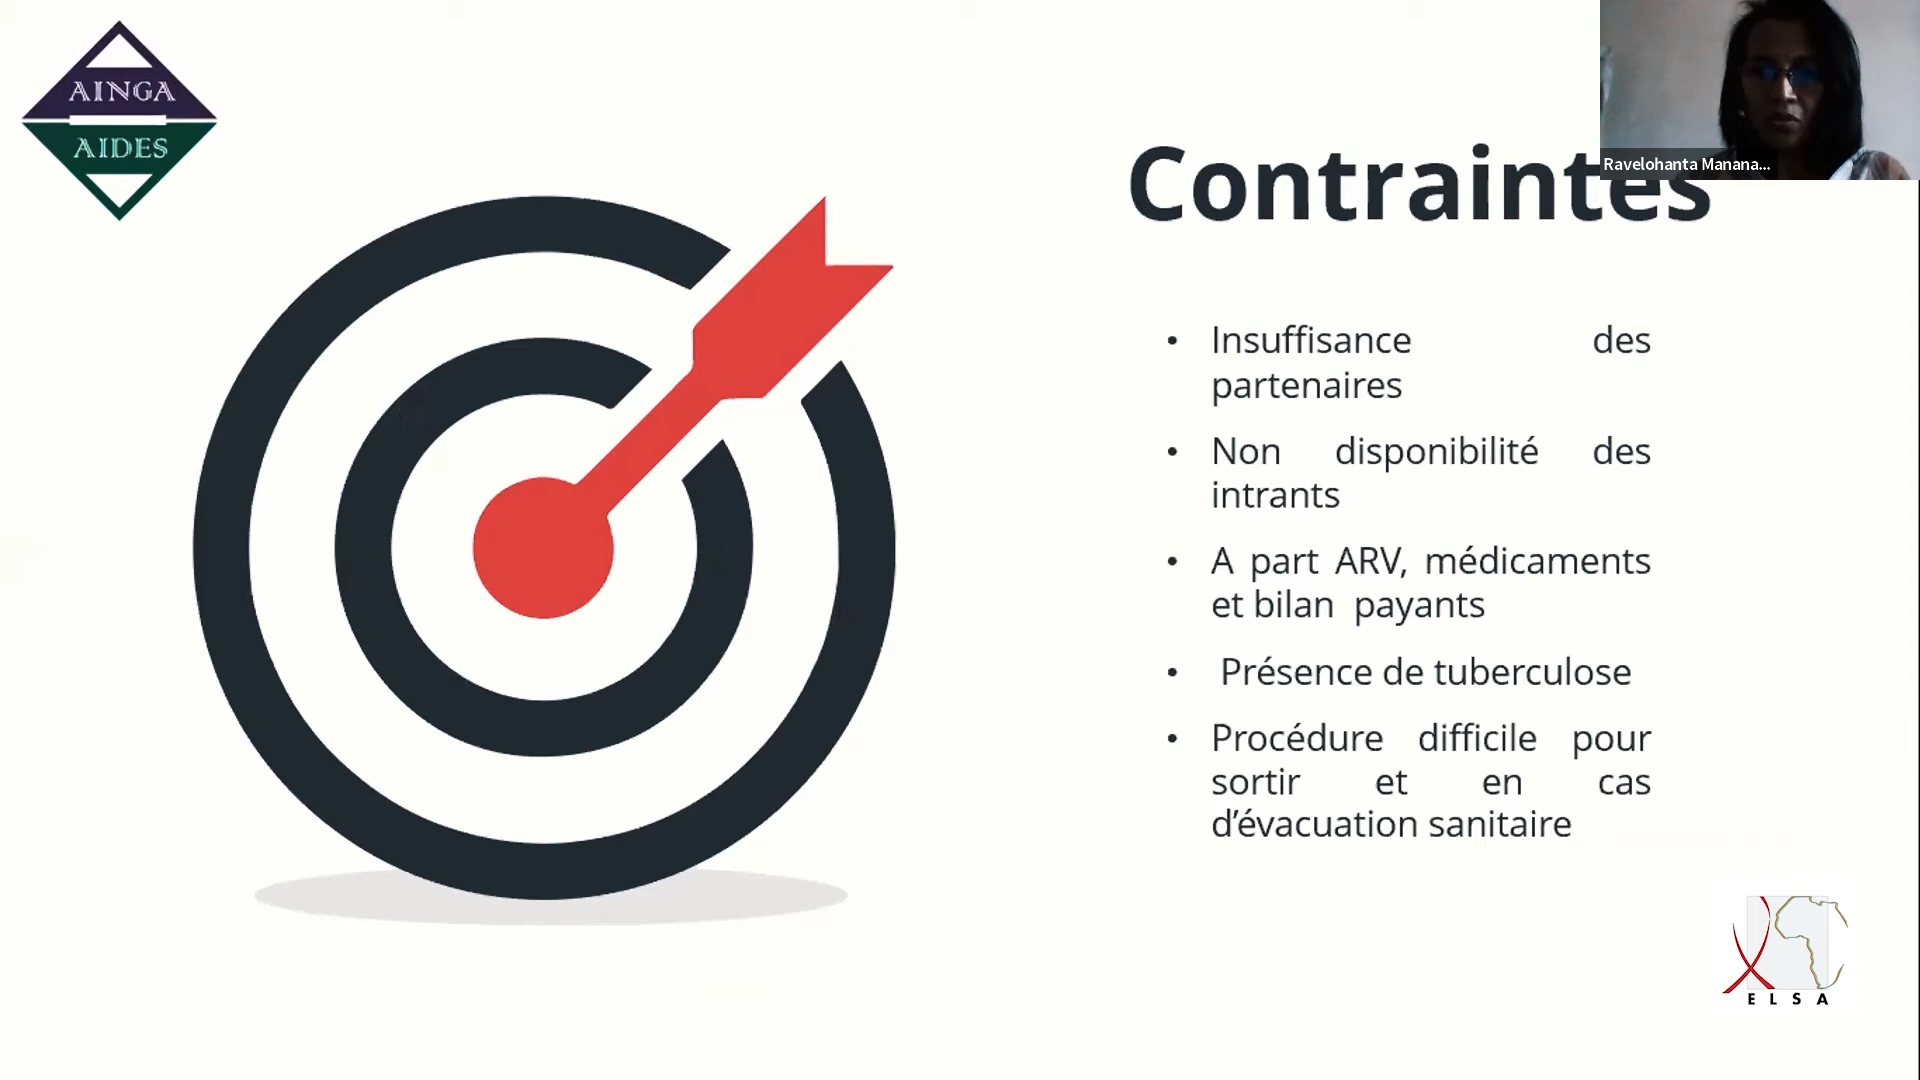 AINGA
AIDES
Ravelohanta Manana...
Contraintes
• Insuffisance des
partenaires
• Non disponibilité des
intrants
• A part ARV, médicaments
et bilan payants
• Présence de tuberculose
• Procédure difficile pour
sortir et en cas
d’évacuation sanitaire
ELSA